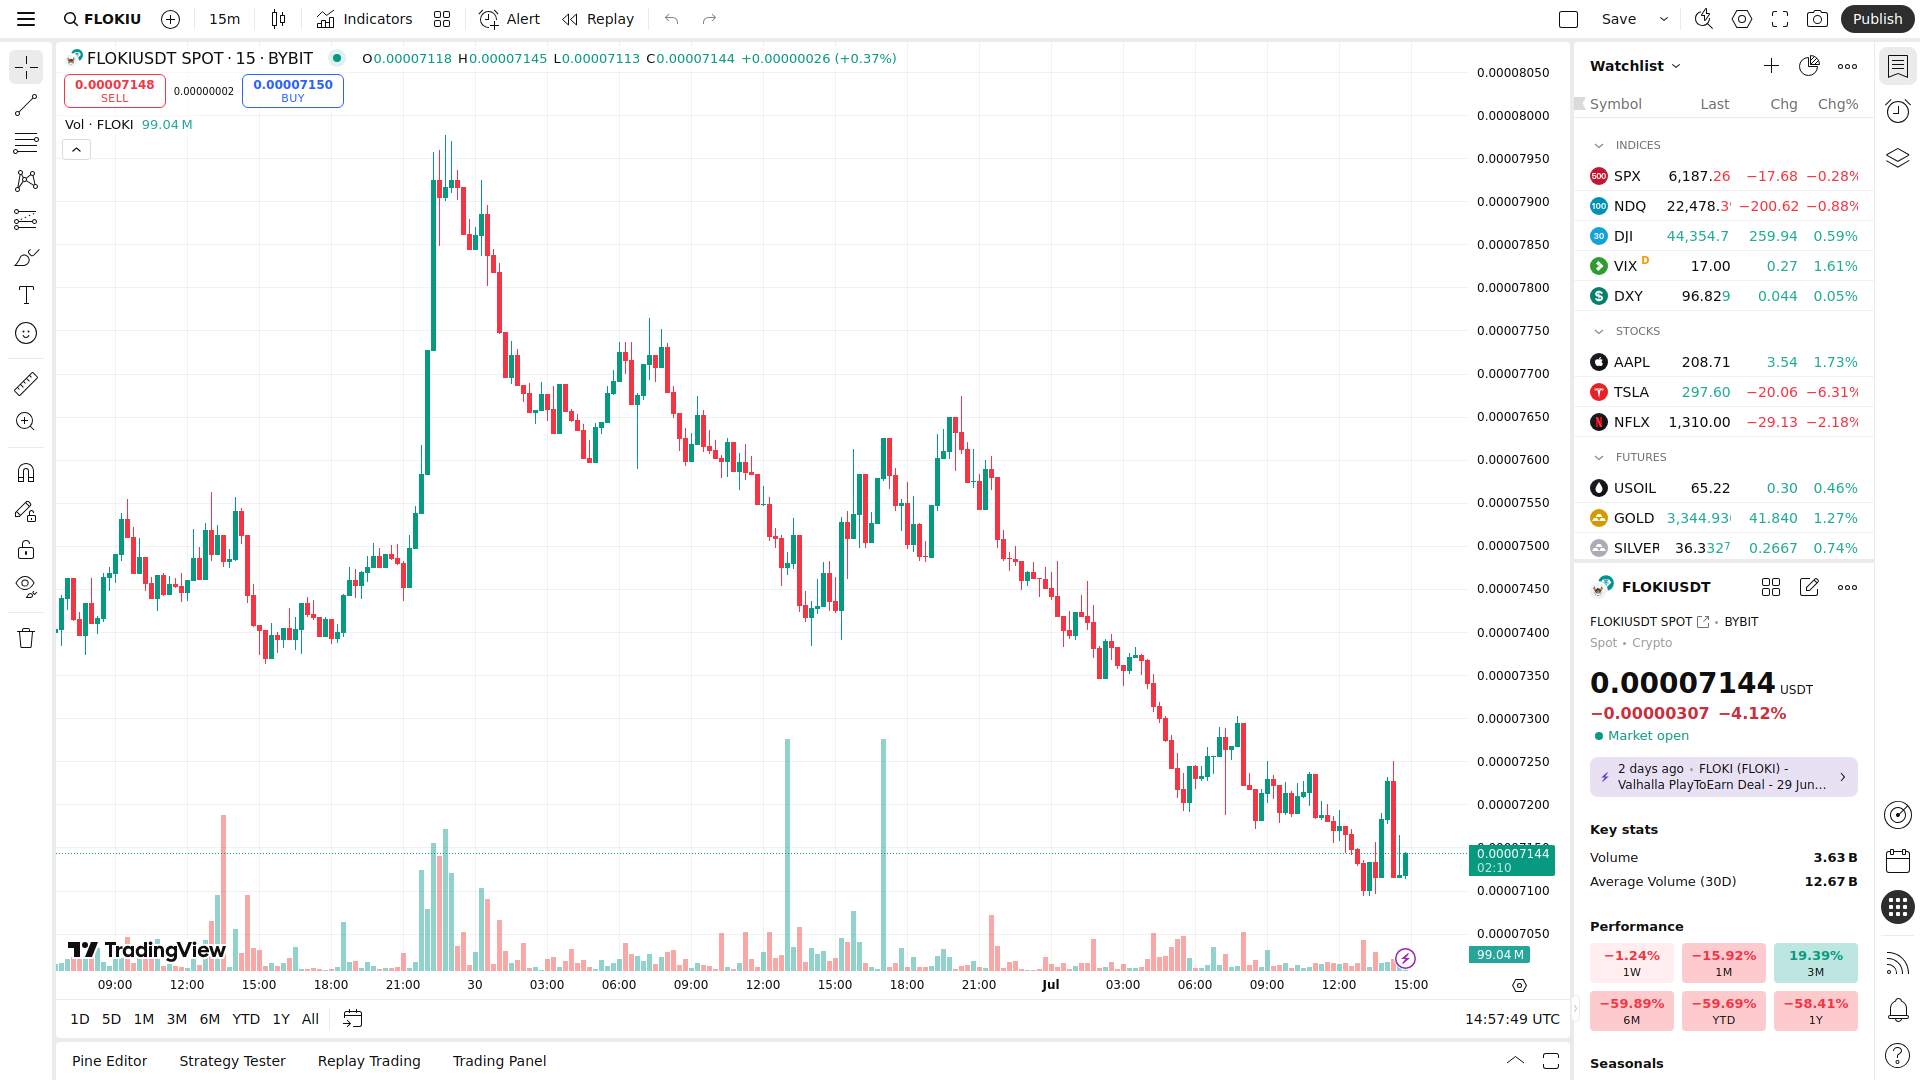 FLOKIU
15m
Indicators
Alert
Replay
Save
Publish
FLOKIUSDT SPOT · 15 · BYBIT
O0.00007118 H0.00007145 L0.00007113 C0.00007144 +0.00000026 (+0.37%)
0.00007148
SELL
0.00000002
0.00007150
BUY
Vol · FLOKI 99.04 M
0.00008050
0.00008000
0.00007950
0.00007900
0.00007850
0.00007800
0.00007750
0.00007700
0.00007650
0.00007600
0.00007550
0.00007500
0.00007450
0.00007400
0.00007350
0.00007300
0.00007250
0.00007200
0.00007144
02:10
0.00007100
0.00007050
99.04 M
TradingView
09:00 12:00 15:00 18:00 21:00 30 03:00 06:00 09:00 12:00 15:00 18:00 21:00 Jul 03:00 06:00 09:00 12:00 15:00
1D 5D 1M 3M 6M YTD 1Y All
14:57:49 UTC
Pine Editor Strategy Tester Replay Trading Trading Panel
Watchlist
Symbol Last Chg Chg%
INDICES
500 SPX 6,187.26 −17.68 −0.28%
100 NDQ 22,478.3 −200.62 −0.88%
30 DJI 44,354.7 259.94 0.59%
VIX D 17.00 0.27 1.61%
$ DXY 96.829 0.044 0.05%
STOCKS
AAPL 208.71 3.54 1.73%
TSLA 297.60 −20.06 −6.31%
N NFLX 1,310.00 −29.13 −2.18%
FUTURES
USOIL 65.22 0.30 0.46%
GOLD 3,344.93 41.840 1.27%
SILVER 36.3327 0.2667 0.74%
FLOKIUSDT
FLOKIUSDT SPOT • BYBIT
Spot • Crypto
0.00007144 USDT
−0.00000307 −4.12%
Market open
2 days ago • FLOKI (FLOKI) -
Valhalla PlayToEarn Deal - 29 Jun…
Key stats
Volume 3.63 B
Average Volume (30D) 12.67 B
Performance
−1.24% −15.92% 19.39%
1W 1M 3M
−59.89% −59.69% −58.41%
6M YTD 1Y
Seasonals